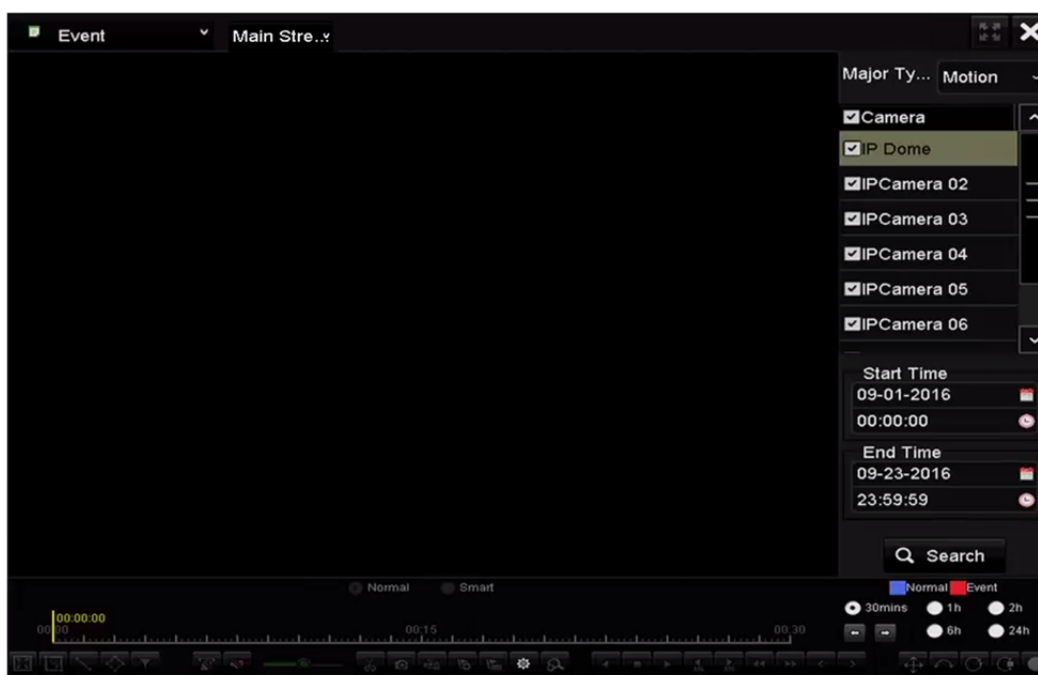 Event Main Stre...
Major Ty... Motion
Camera
IP Dome
IPCamera 02
IPCamera 03
IPCamera 04
IPCamera 05
IPCamera 06
Start Time
09-01-2016
00:00:00
End Time
09-23-2016
23:59:59
Search
Normal Smart
Normal Event
00:00:00
00:00 00:15 00:30
30mins 1h 2h
6h 24h